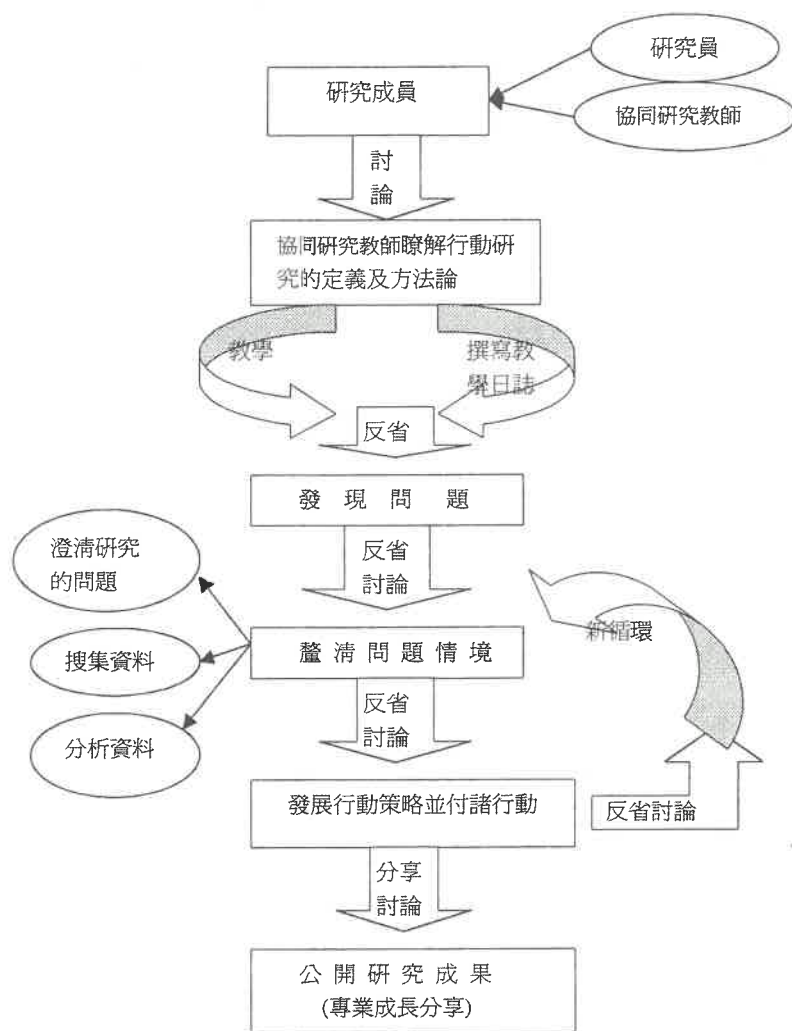 研究員
研究成員
協同研究教師
討
論
協同研究教師瞭解行動研
究的定義及方法論
教學
撰寫教
學日誌
反省
發現問題
澄清研究
的問題
反省
討論
新循環
釐清問題情境
搜集資料
反省
討論
分析資料
發展行動策略並付諸行動
反省討論
分享
討論
公開研究成果
(專業成長分享)